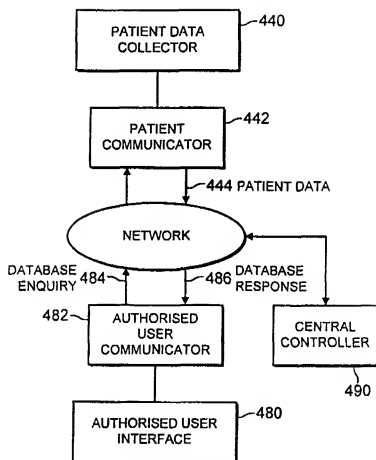 PATIENT DATA
COLLECTOR
440
PATIENT
COMMUNICATOR
442
444 PATIENT DATA
NETWORK
DATABASE
ENQUIRY
484
486
DATABASE
RESPONSE
482
AUTHORISED
USER
COMMUNICATOR
CENTRAL
CONTROLLER
490
AUTHORISED USER
INTERFACE
480